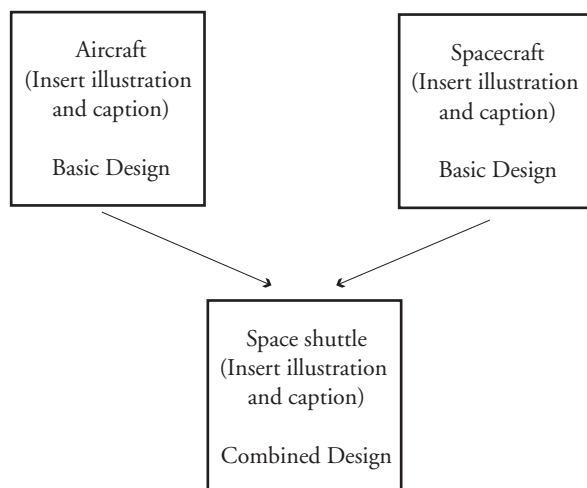 Aircraft
(Insert illustration
and caption)
Basic Design
Spacecraft
(Insert illustration
and caption)
Basic Design
Space shuttle
(Insert illustration
and caption)
Combined Design